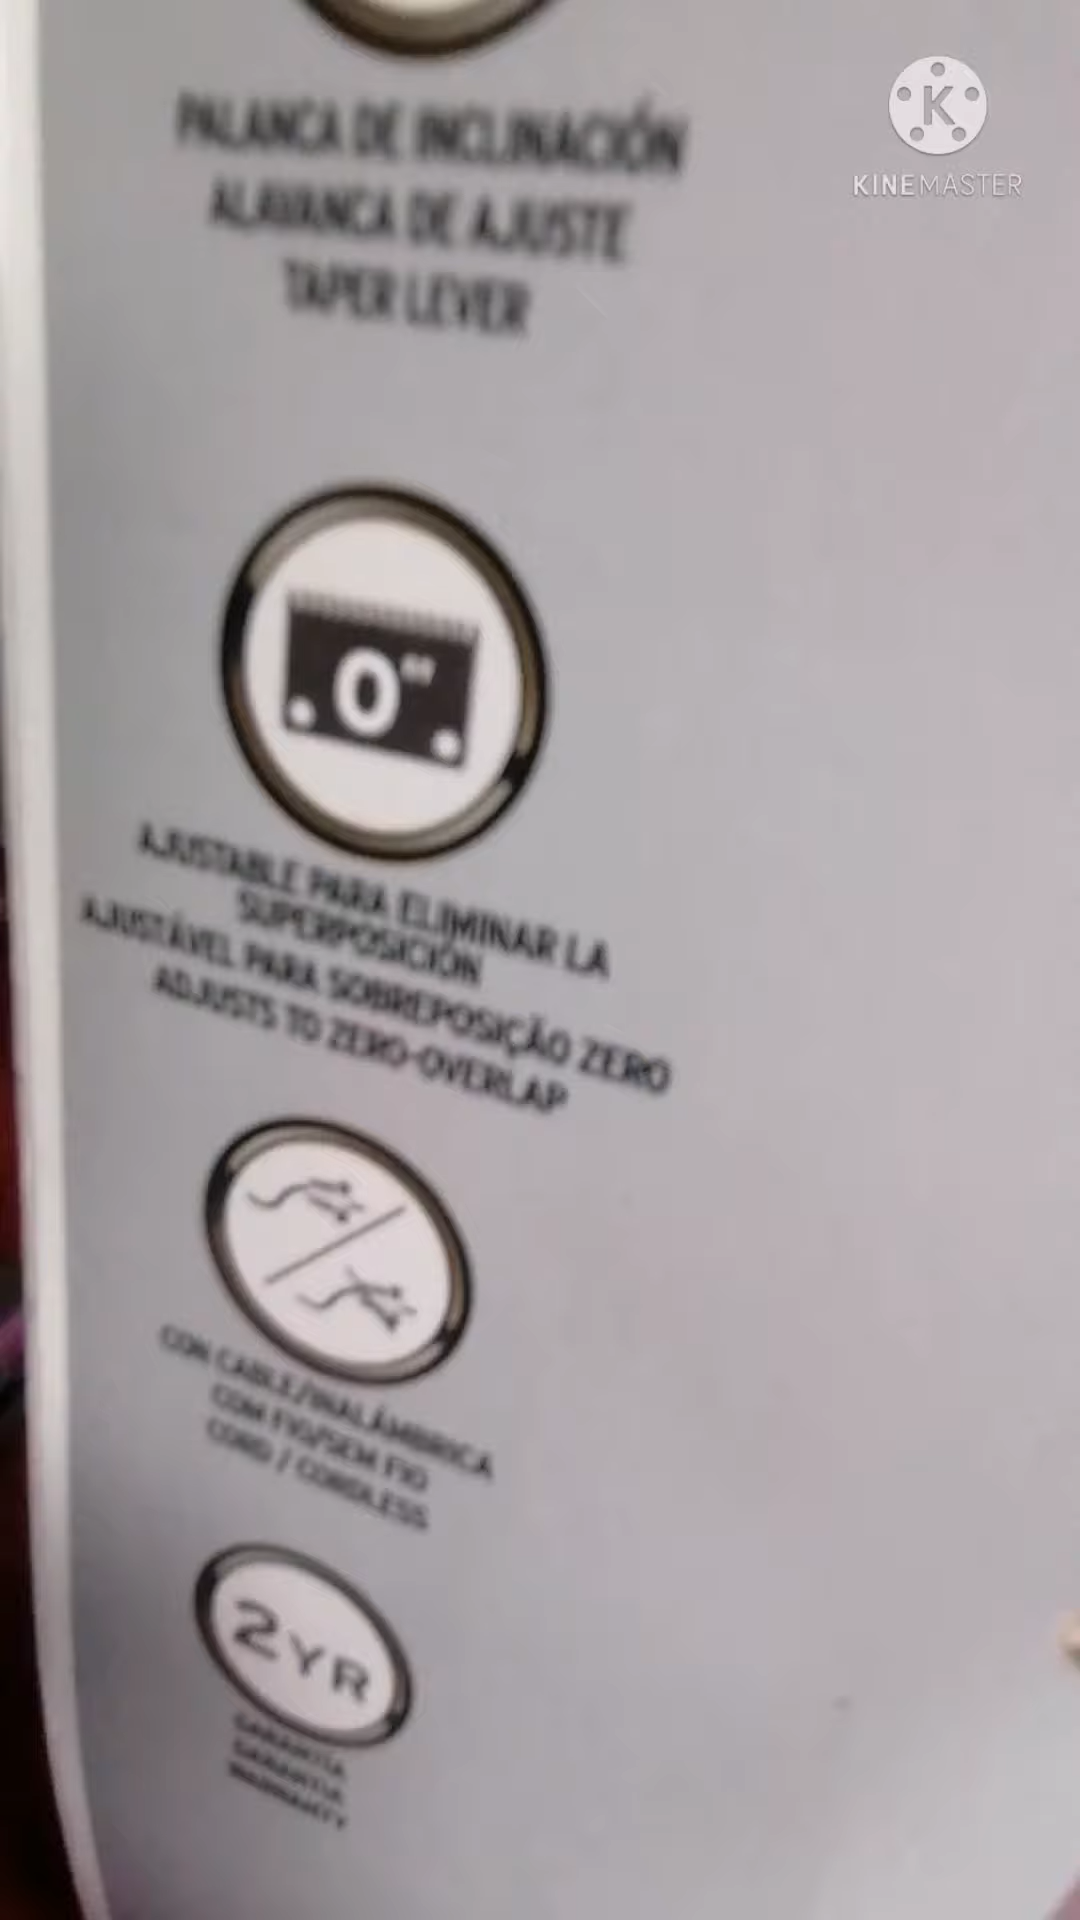 K
KINEMASTER
PALANCA DE INCLINACIÓN
ALAVANCA DE AJUSTE
TAPER LEVER
0"
AJUSTABLE PARA ELIMINAR LA
SUPERPOSICIÓN
AJUSTÁVEL PARA SOBREPOSIÇÃO ZERO
ADJUSTS TO ZERO-OVERLAP
CON CABLE/INALÁMBRICA
COM FIO/SEM FIO
CORD / CORDLESS
2YR
GARANTÍA
GARANTIA
WARRANTY